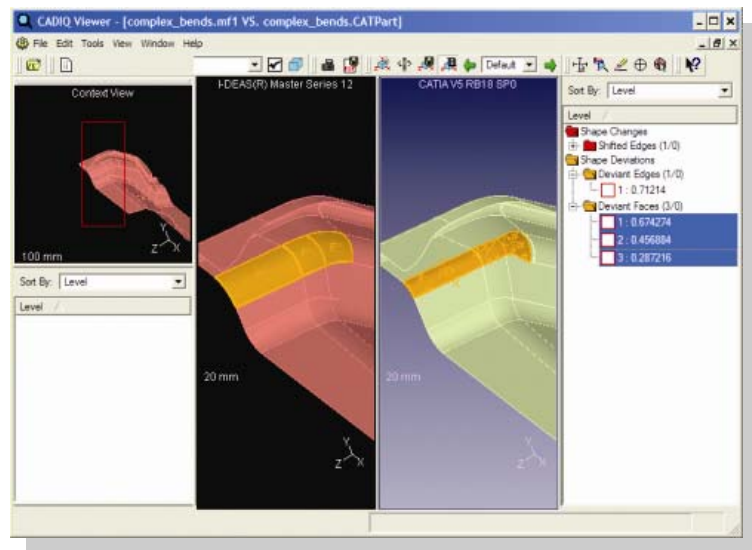 CADIQ Viewer - [complex_bends.mf1 VS. complex_bends.CATPart]
File Edit Tools View Window Help
Default
Context View
100 mm
Y
Z X
Sort By: Level
Level
I-DEAS(R) Master Series 12
20 mm
Y
Z X
CATIA V5 RB18 SP0
20 mm
Y
Z X
Sort By: Level
Level
Shape Changes
Shifted Edges (1/0)
Shape Deviations
Deviant Edges (1/0)
1 : 0.71214
Deviant Faces (3/0)
1 : 0.674274
2 : 0.456884
3 : 0.287216